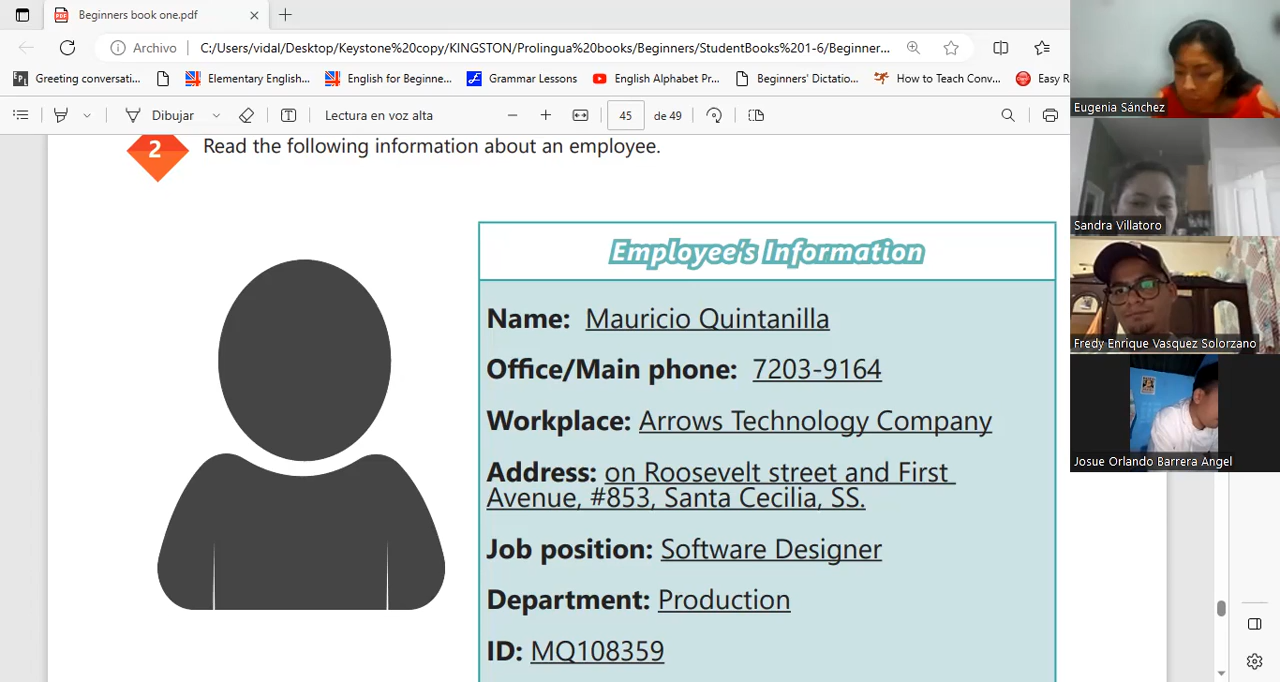 Beginners book one.pdf
Archivo
C:/Users/vidal/Desktop/Keystone%20copy/KINGSTON/Prolingua%20books/Beginners/StudentBooks%201-6/Beginner...
Greeting conversati...
Elementary English...
English for Beginne...
Grammar Lessons
English Alphabet Pr...
Beginners' Dictatio...
How to Teach Conv...
Easy R
Dibujar
Lectura en voz alta
45
de 49
2
Read the following information about an employee.
Employee's Information
Name: Mauricio Quintanilla
Office/Main phone: 7203-9164
Workplace: Arrows Technology Company
Address: on Roosevelt street and First
Avenue, #853, Santa Cecilia, SS.
Job position: Software Designer
Department: Production
ID: MQ108359
Eugenia Sánchez
Sandra Villatoro
Fredy Enrique Vasquez Solorzano
Josue Orlando Barrera Angel